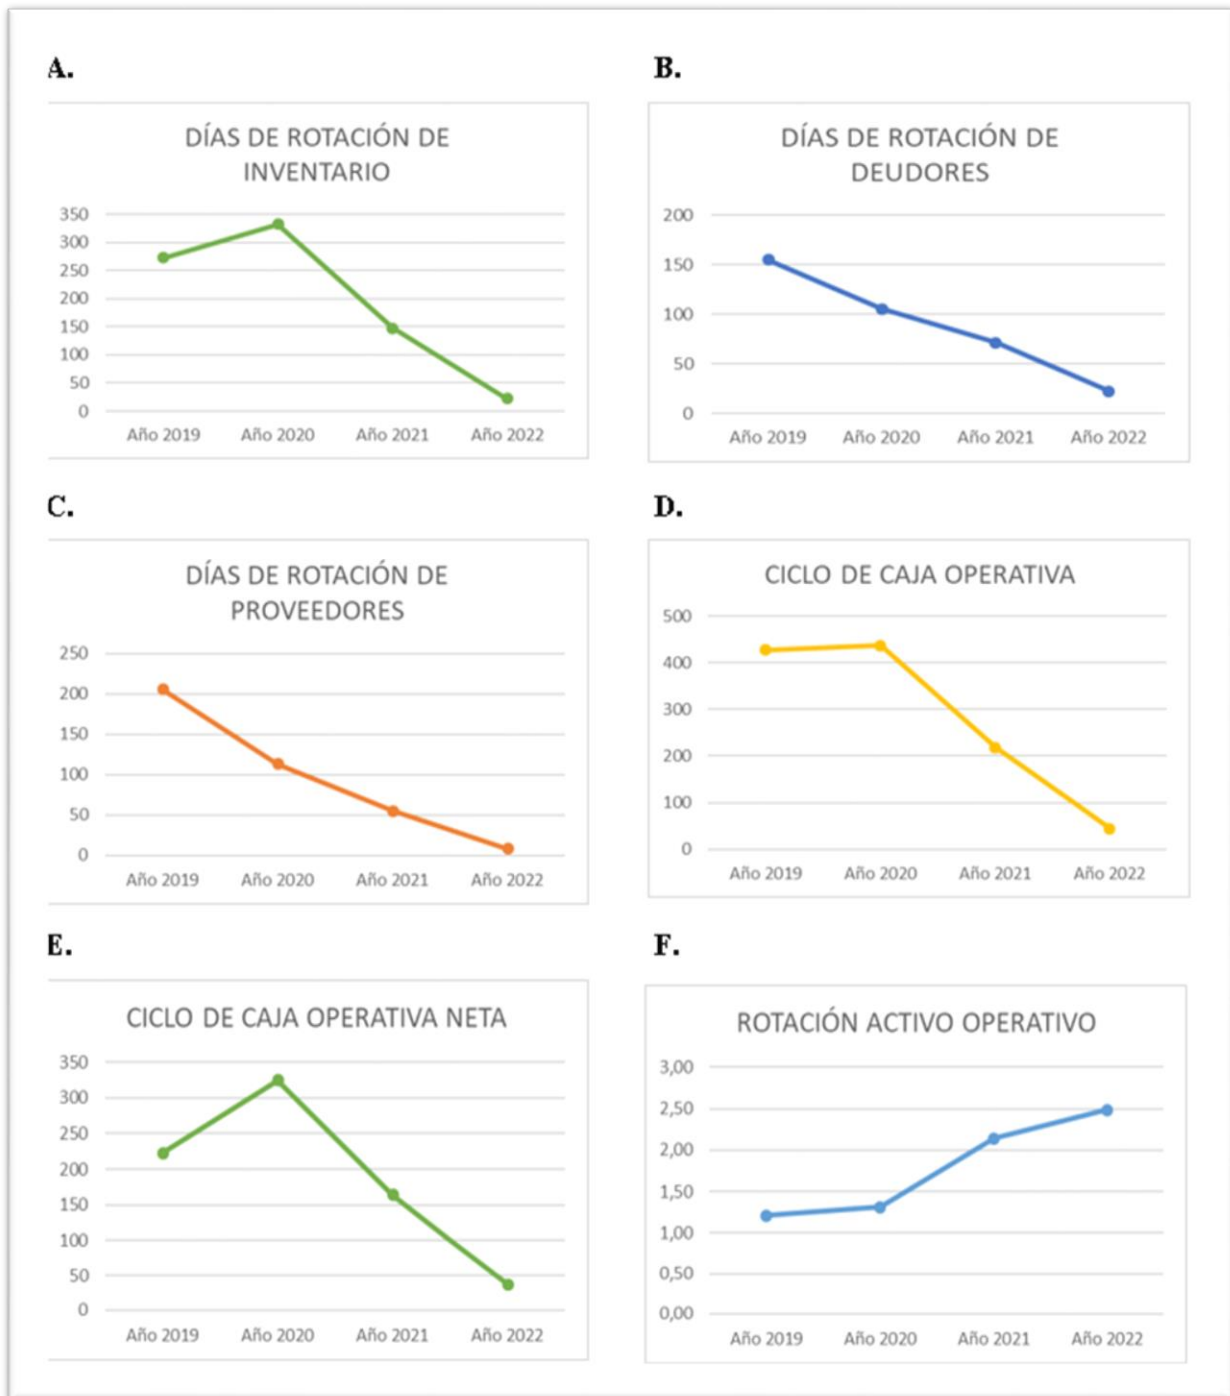 A.
DÍAS DE ROTACIÓN DE
INVENTARIO
350
300
250
200
150
100
50
0
Año 2019 Año 2020 Año 2021 Año 2022
B.
DÍAS DE ROTACIÓN DE
DEUDORES
200
150
100
50
0
Año 2019 Año 2020 Año 2021 Año 2022
C.
DÍAS DE ROTACIÓN DE
PROVEEDORES
250
200
150
100
50
0
Año 2019 Año 2020 Año 2021 Año 2022
D.
CICLO DE CAJA OPERATIVA
500
400
300
200
100
0
Año 2019 Año 2020 Año 2021 Año 2022
E.
CICLO DE CAJA OPERATIVA NETA
350
300
250
200
150
100
50
0
Año 2019 Año 2020 Año 2021 Año 2022
F.
ROTACIÓN ACTIVO OPERATIVO
3,00
2,50
2,00
1,50
1,00
0,50
0,00
Año 2019 Año 2020 Año 2021 Año 2022